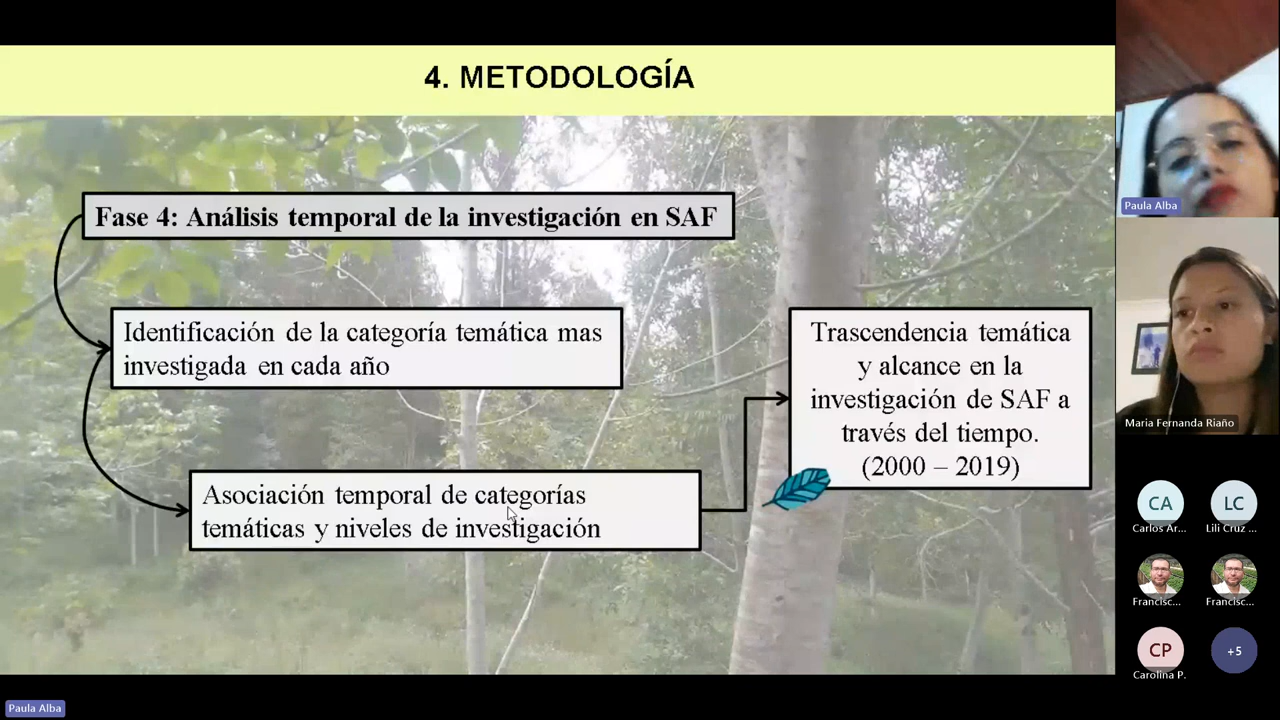 4. METODOLOGÍA
Fase 4: Análisis temporal de la investigación en SAF
Identificación de la categoría temática mas
investigada en cada año
Asociación temporal de categorías
temáticas y niveles de investigación
Trascendencia temática
y alcance en la
investigación de SAF a
través del tiempo.
(2000 – 2019)
Paula Alba
Maria Fernanda Riaño
CA
Carlos Ar...
LC
Lili Cruz ...
Francisc...
Francisc...
CP
Carolina P.
+5
Paula Alba